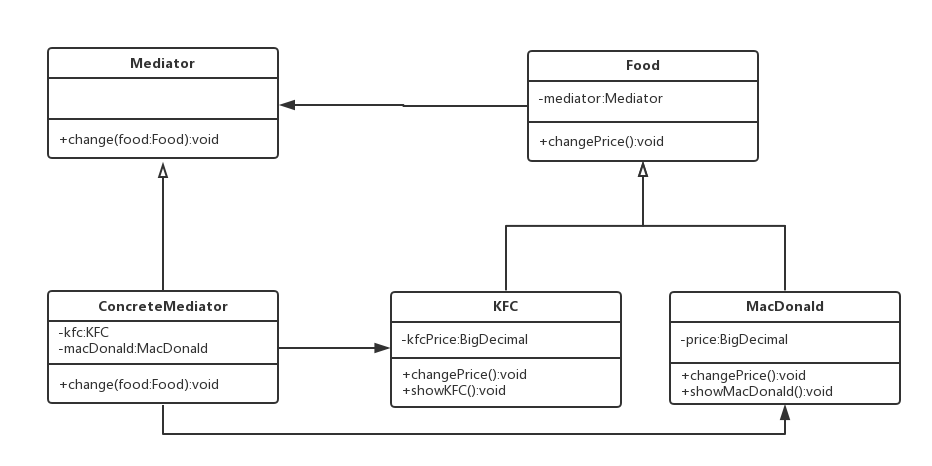 Mediator
+change(food:Food):void
Food
-mediator:Mediator
+changePrice():void
ConcreteMediator
-kfc:KFC
-macDonald:MacDonald
+change(food:Food):void
KFC
-kfcPrice:BigDecimal
+changePrice():void
+showKFC():void
MacDonald
-price:BigDecimal
+changePrice():void
+showMacDonald():void